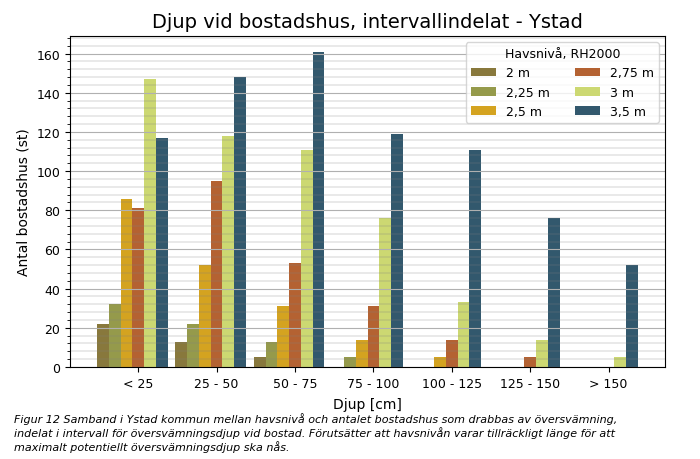 Djup vid bostadshus, intervallindelat - Ystad
Havsnivå, RH2000
2 m
2,25 m
2,5 m
2,75 m
3 m
3,5 m
Antal bostadshus (st)
160
140
120
100
80
60
40
20
0
< 25
25 - 50
50 - 75
75 - 100
100 - 125
125 - 150
> 150
Djup [cm]
Figur 12 Samband i Ystad kommun mellan havsnivå och antalet bostadshus som drabbas av översvämning,
indelat i intervall för översvämningsdjup vid bostad. Förutsätter att havsnivån varar tillräckligt länge för att
maximalt potentiellt översvämningsdjup ska nås.